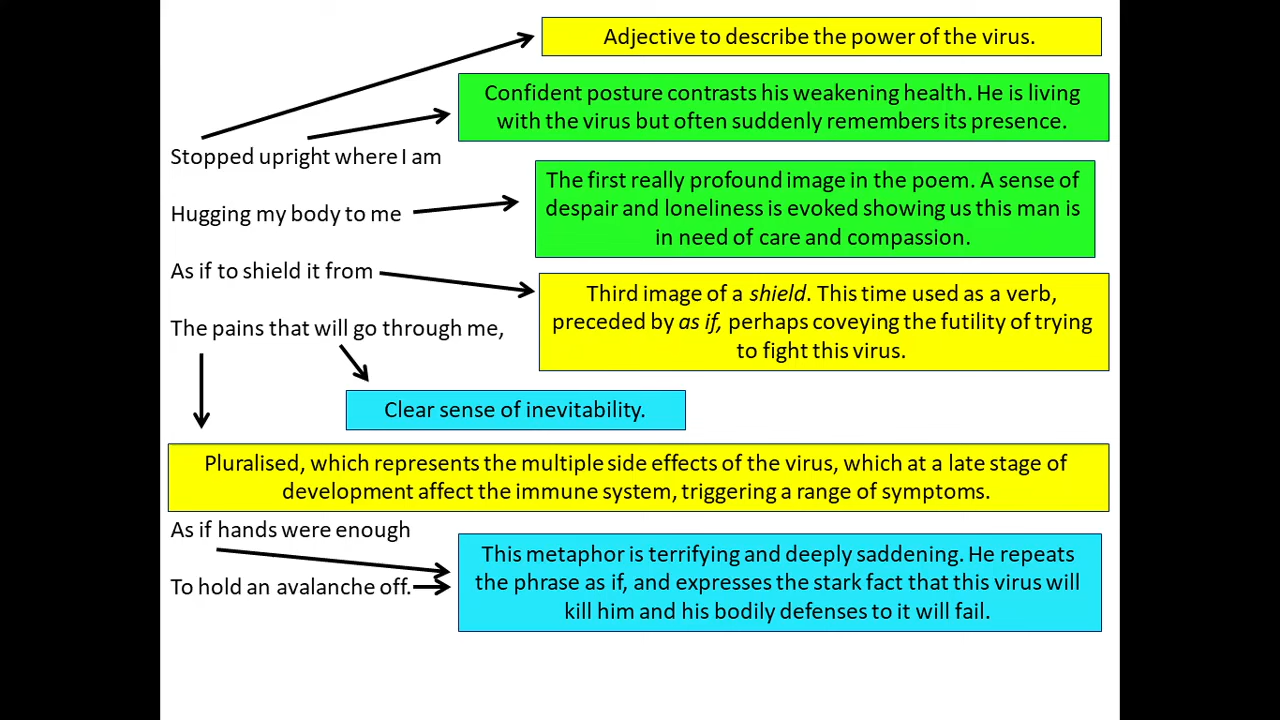 Adjective to describe the power of the virus.
Confident posture contrasts his weakening health. He is living
with the virus but often suddenly remembers its presence.
Stopped upright where I am
The first really profound image in the poem. A sense of
despair and loneliness is evoked showing us this man is
in need of care and compassion.
Hugging my body to me
As if to shield it from
Third image of a shield. This time used as a verb,
preceded by as if, perhaps coveying the futility of trying
to fight this virus.
The pains that will go through me,
Clear sense of inevitability.
Pluralised, which represents the multiple side effects of the virus, which at a late stage of
development affect the immune system, triggering a range of symptoms.
As if hands were enough
To hold an avalanche off.
This metaphor is terrifying and deeply saddening. He repeats
the phrase as if, and expresses the stark fact that this virus will
kill him and his bodily defenses to it will fail.